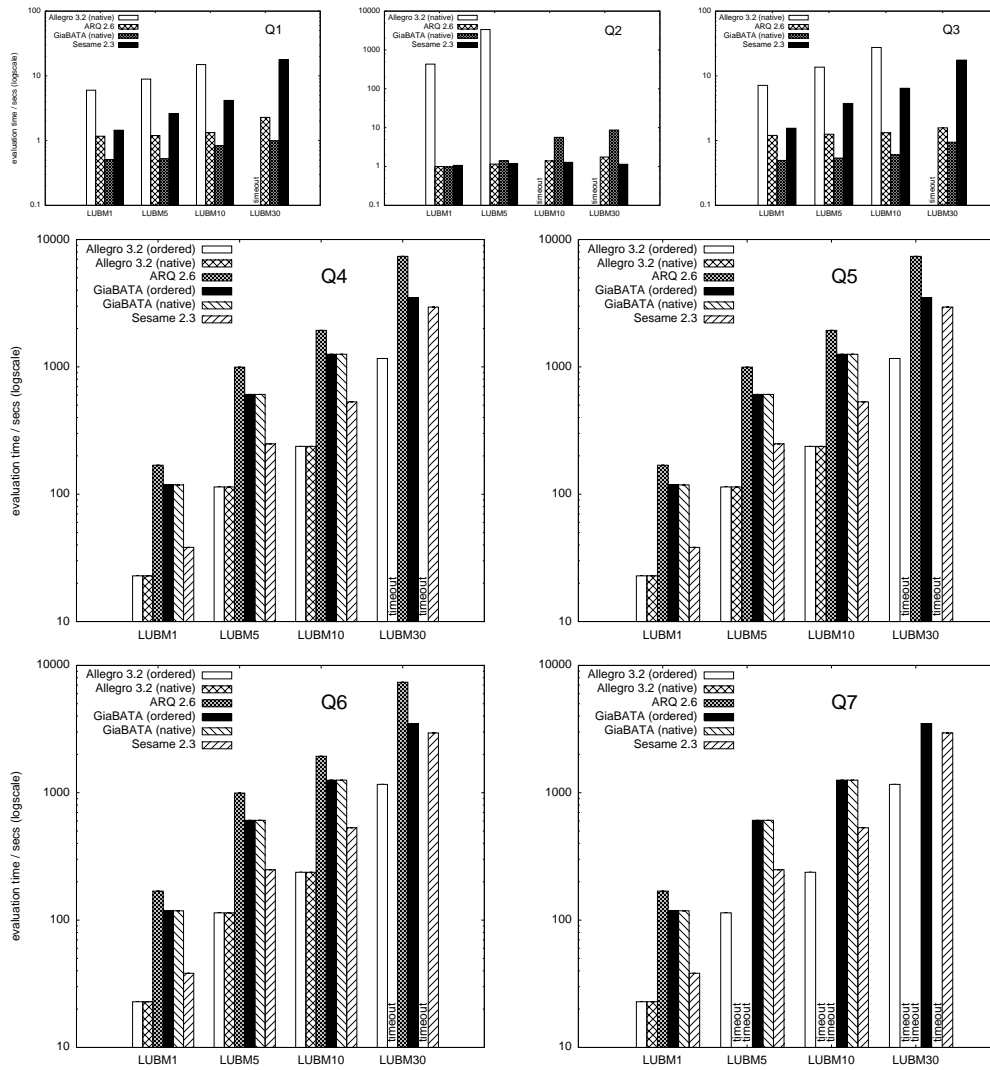 Q1
Allegro 3.2 (native)
ARQ 2.6
GiaBATA (native)
Sesame 2.3
100
10
1
0.1
evaluation time / secs (logscale)
timeout
LUBM1 LUBM5 LUBM10 LUBM30
Q2
Allegro 3.2 (native)
ARQ 2.6
GiaBATA (native)
Sesame 2.3
10000
1000
100
10
1
0.1
timeout
timeout
LUBM1 LUBM5 LUBM10 LUBM30
Q3
Allegro 3.2 (native)
ARQ 2.6
GiaBATA (native)
Sesame 2.3
100
10
1
0.1
timeout
LUBM1 LUBM5 LUBM10 LUBM30
Q4
Allegro 3.2 (ordered)
Allegro 3.2 (native)
ARQ 2.6
GiaBATA (ordered)
GiaBATA (native)
Sesame 2.3
10000
1000
100
10
evaluation time / secs (logscale)
timeout
timeout
LUBM1 LUBM5 LUBM10 LUBM30
Q5
Allegro 3.2 (ordered)
Allegro 3.2 (native)
ARQ 2.6
GiaBATA (ordered)
GiaBATA (native)
Sesame 2.3
10000
1000
100
10
timeout
timeout
LUBM1 LUBM5 LUBM10 LUBM30
Q6
Allegro 3.2 (ordered)
Allegro 3.2 (native)
ARQ 2.6
GiaBATA (ordered)
GiaBATA (native)
Sesame 2.3
10000
1000
100
10
evaluation time / secs (logscale)
timeout
timeout
LUBM1 LUBM5 LUBM10 LUBM30
Q7
Allegro 3.2 (ordered)
Allegro 3.2 (native)
ARQ 2.6
GiaBATA (ordered)
GiaBATA (native)
Sesame 2.3
10000
1000
100
10
timeout
timeout
timeout
timeout
timeout
timeout
timeout
LUBM1 LUBM5 LUBM10 LUBM30